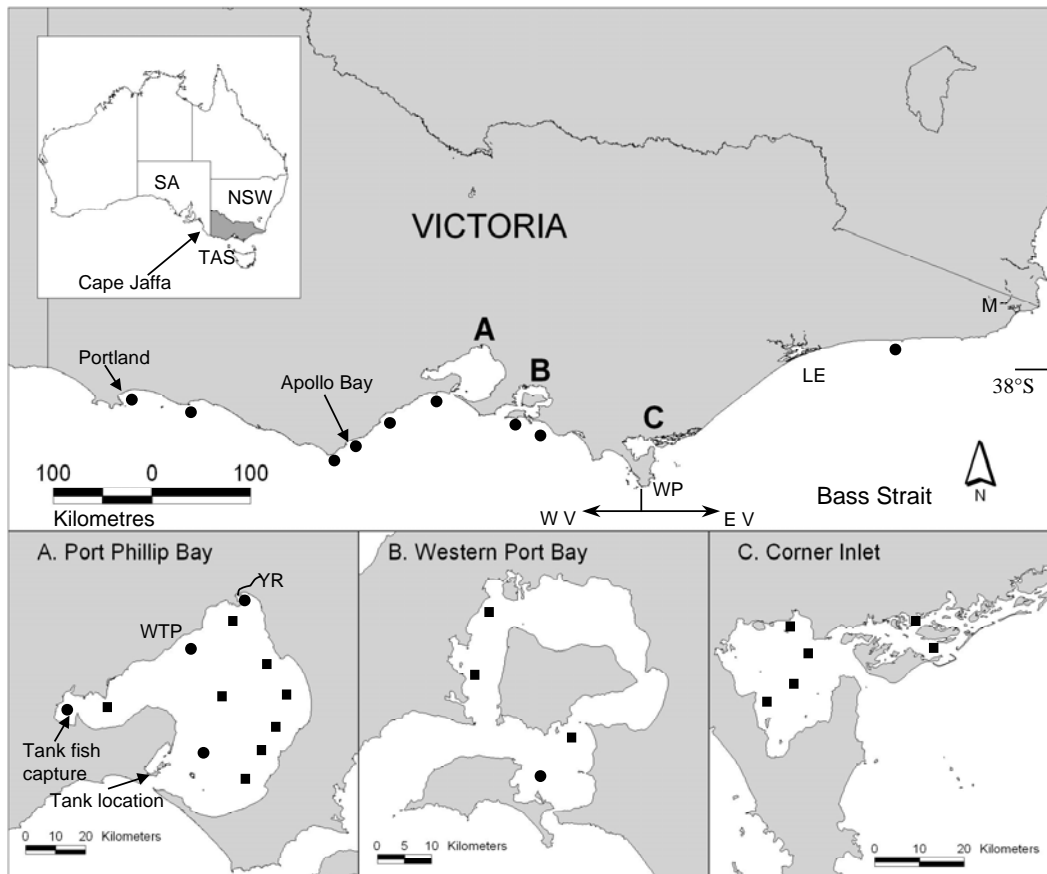 SA
NSW
TAS
Cape Jaffa
VICTORIA
M
A
B
C
Portland
Apollo Bay
LE
38°S
100 0 100
Kilometres
WP
W V
E V
Bass Strait
N
A. Port Phillip Bay
YR
WTP
Tank fish
capture
Tank location
0 10 20 Kilometers
B. Western Port Bay
0 5 10 Kilometers
C. Corner Inlet
0 10 20
Kilometers